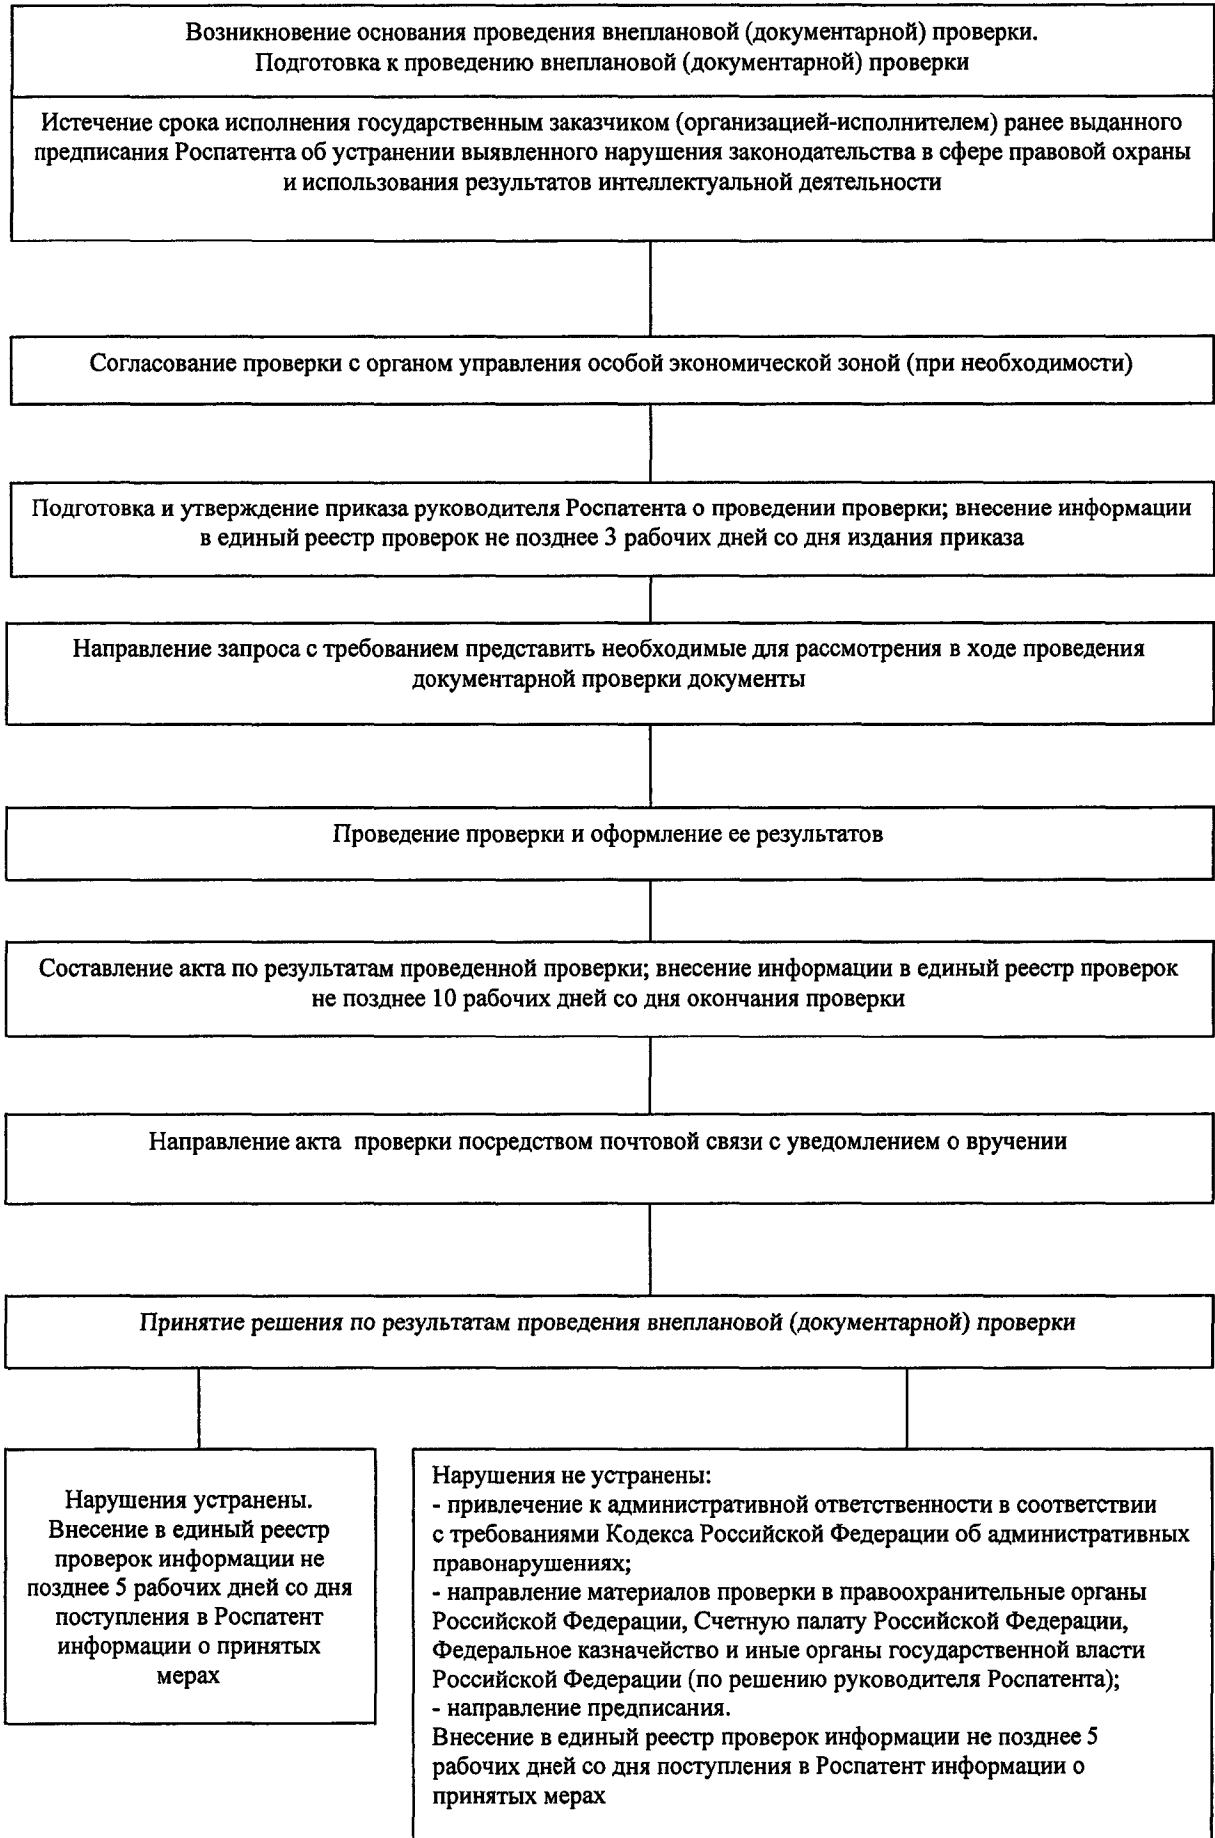 Возникновение основания проведения внеплановой (документарной) проверки.
Подготовка к проведению внеплановой (документарной) проверки
Истечение срока исполнения государственным заказчиком (организацией-исполнителем) ранее выданного
предписания Роспатента об устранении выявленного нарушения законодательства в сфере правовой охраны
и использования результатов интеллектуальной деятельности
Согласование проверки с органом управления особой экономической зоной (при необходимости)
Подготовка и утверждение приказа руководителя Роспатента о проведении проверки; внесение информации
в единый реестр проверок не позднее 3 рабочих дней со дня издания приказа
Направление запроса с требованием представить необходимые для рассмотрения в ходе проведения
документарной проверки документы
Проведение проверки и оформление ее результатов
Составление акта по результатам проведенной проверки; внесение информации в единый реестр проверок
не позднее 10 рабочих дней со дня окончания проверки
Направление акта проверки посредством почтовой связи с уведомлением о вручении
Принятие решения по результатам проведения внеплановой (документарной) проверки
Нарушения устранены.
Внесение в единый реестр
проверок информации не
позднее 5 рабочих дней со дня
поступления в Роспатент
информации о принятых
мерах
Нарушения не устранены:
- привлечение к административной ответственности в соответствии
с требованиями Кодекса Российской Федерации об административных
правонарушениях;
- направление материалов проверки в правоохранительные органы
Российской Федерации, Счетную палату Российской Федерации,
Федеральное казначейство и иные органы государственной власти
Российской Федерации (по решению руководителя Роспатента);
- направление предписания.
Внесение в единый реестр проверок информации не позднее 5
рабочих дней со дня поступления в Роспатент информации о
принятых мерах